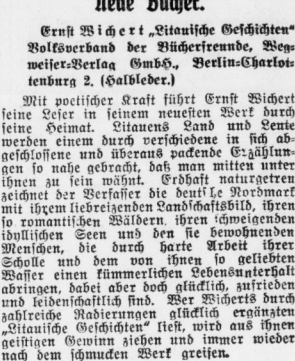 Neue Bücher.
Ernst Wichert „Litauische Geschichten“
Volksverband der Bücherfreunde, Weg-
weiser-Verlag GmbH., Berlin-Charlot-
tenburg 2. (Halbleder.)
Mit poetischer Kraft führt Ernst Wichert
seine Leser in seinem neuesten Werk durch
seine Heimat. Litauens Land und Leute
werden einem durch verschiedene in sich ab-
geschlossene und überaus packende Erzählun-
gen so nahe gebracht, daß man mitten unter
ihnen zu sein wähnt. Erdhaft naturgetreu
zeichnet der Verfasser die deutsche Nordmark
mit ihrem liebreizenden Landschaftsbild, ihren
so romantischen Wäldern, ihren schweigenden
idyllischen Seen und den sie bewohnenden
Menschen, die durch harte Arbeit ihrer
Scholle und dem von ihnen so geliebten
Wasser einen kümmerlichen Lebensunterhalt
abringen, dabei aber doch glücklich, zufrieden
und leidenschaftlich sind. Wer Wicherts durch
zahlreiche Radierungen glücklich ergänzten
„Litauische Geschichten“ liest, wird aus ihnen
geistigen Gewinn ziehen und immer wieder
nach dem schmucken Werk greifen.